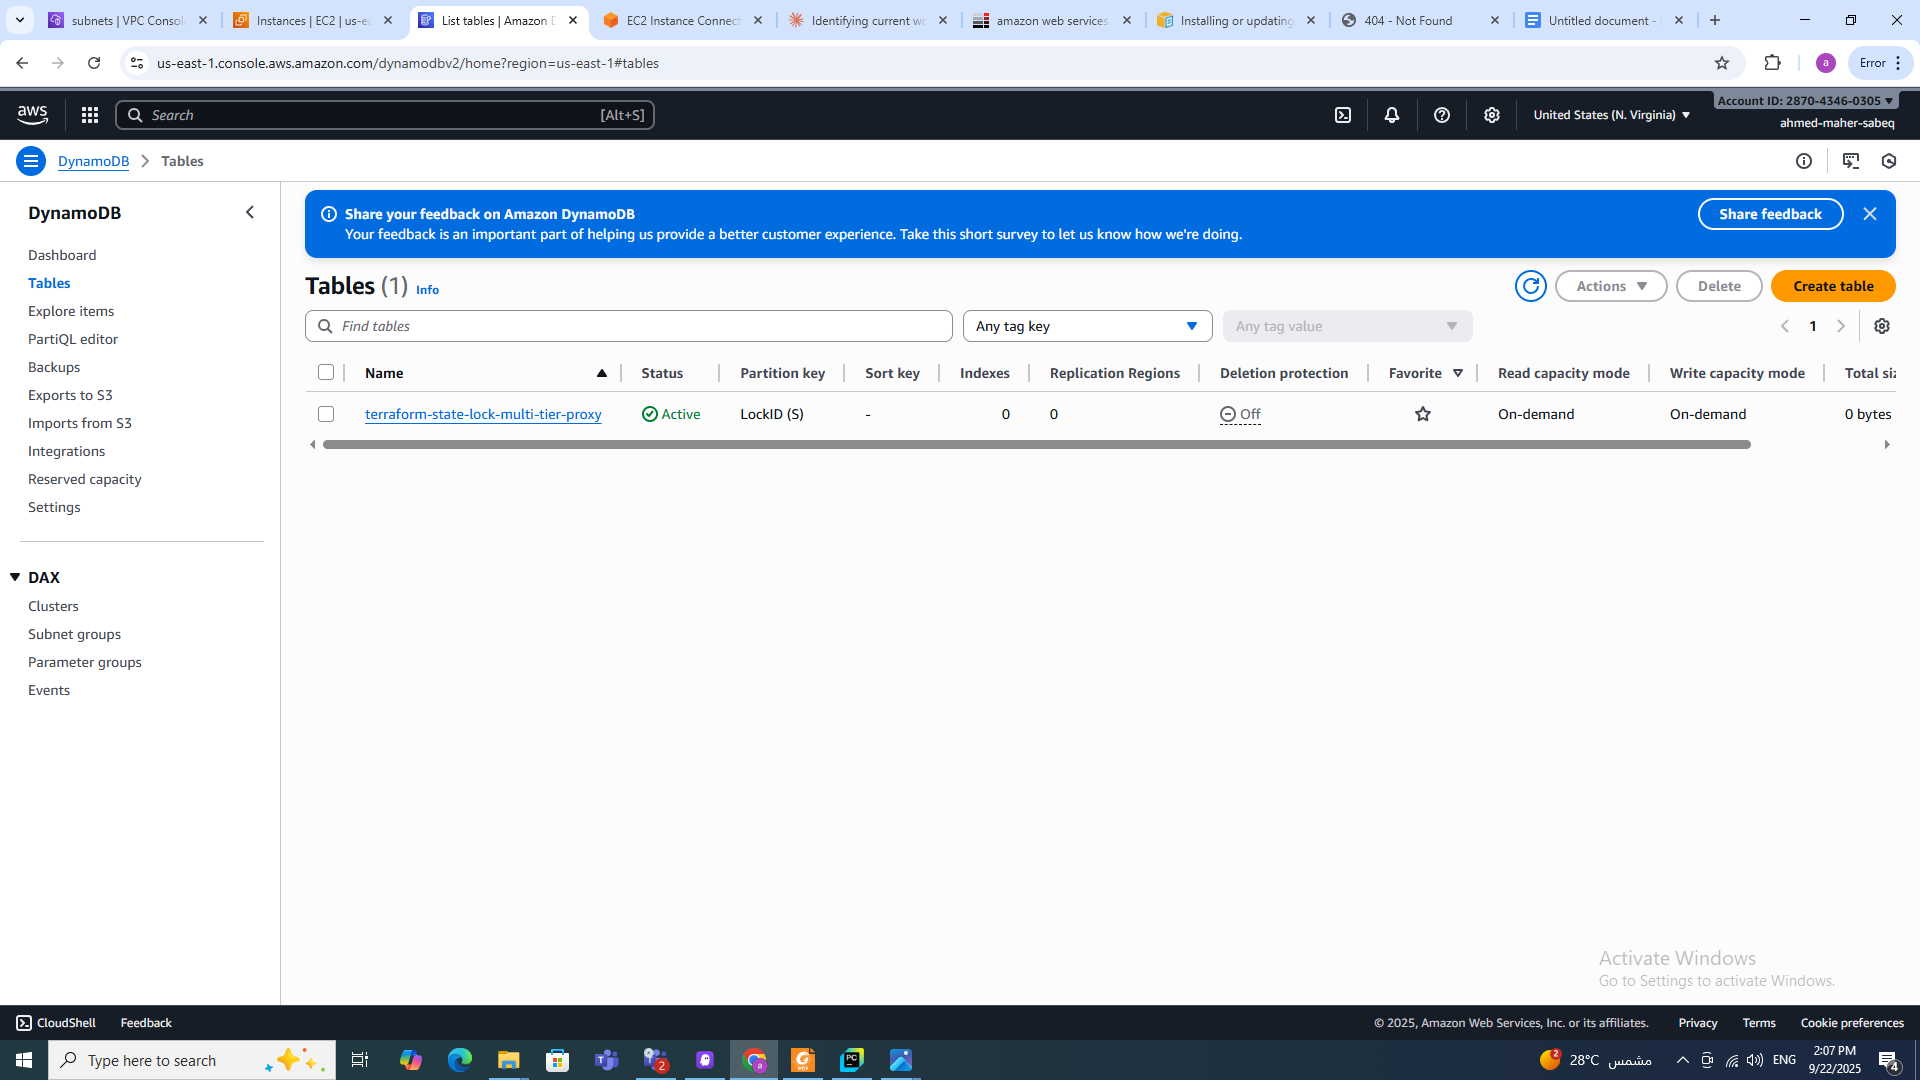 subnets | VPC Consol
Instances | EC2 | us-ea
List tables | Amazon D
EC2 Instance Connect
Identifying current wo
amazon web services
Installing or updating
404 - Not Found
Untitled document -
us-east-1.console.aws.amazon.com/dynamodbv2/home?region=us-east-1#tables
a
Error
aws
Search
[Alt+S]
United States (N. Virginia)
Account ID: 2870-4346-0305
ahmed-maher-sabeq
DynamoDB
Tables
DynamoDB
Dashboard
Tables
Explore items
PartiQL editor
Backups
Exports to S3
Imports from S3
Integrations
Reserved capacity
Settings
DAX
Clusters
Subnet groups
Parameter groups
Events
Share your feedback on Amazon DynamoDB
Your feedback is an important part of helping us provide a better customer experience. Take this short survey to let us know how we're doing.
Share feedback
Tables (1) Info
Actions
Delete
Create table
Find tables
Any tag key
Any tag value
1
Name Status Partition key Sort key Indexes Replication Regions Deletion protection Favorite Read capacity mode Write capacity mode Total siz
terraform-state-lock-multi-tier-proxy Active LockID (S) - 0 0 Off On-demand On-demand 0 bytes
Activate Windows
Go to Settings to activate Windows.
CloudShell
Feedback
© 2025, Amazon Web Services, Inc. or its affiliates.
Privacy
Terms
Cookie preferences
Type here to search
2
a
PDF
PC
2
28°C مشمس
ENG
2:07 PM
9/22/2025
4